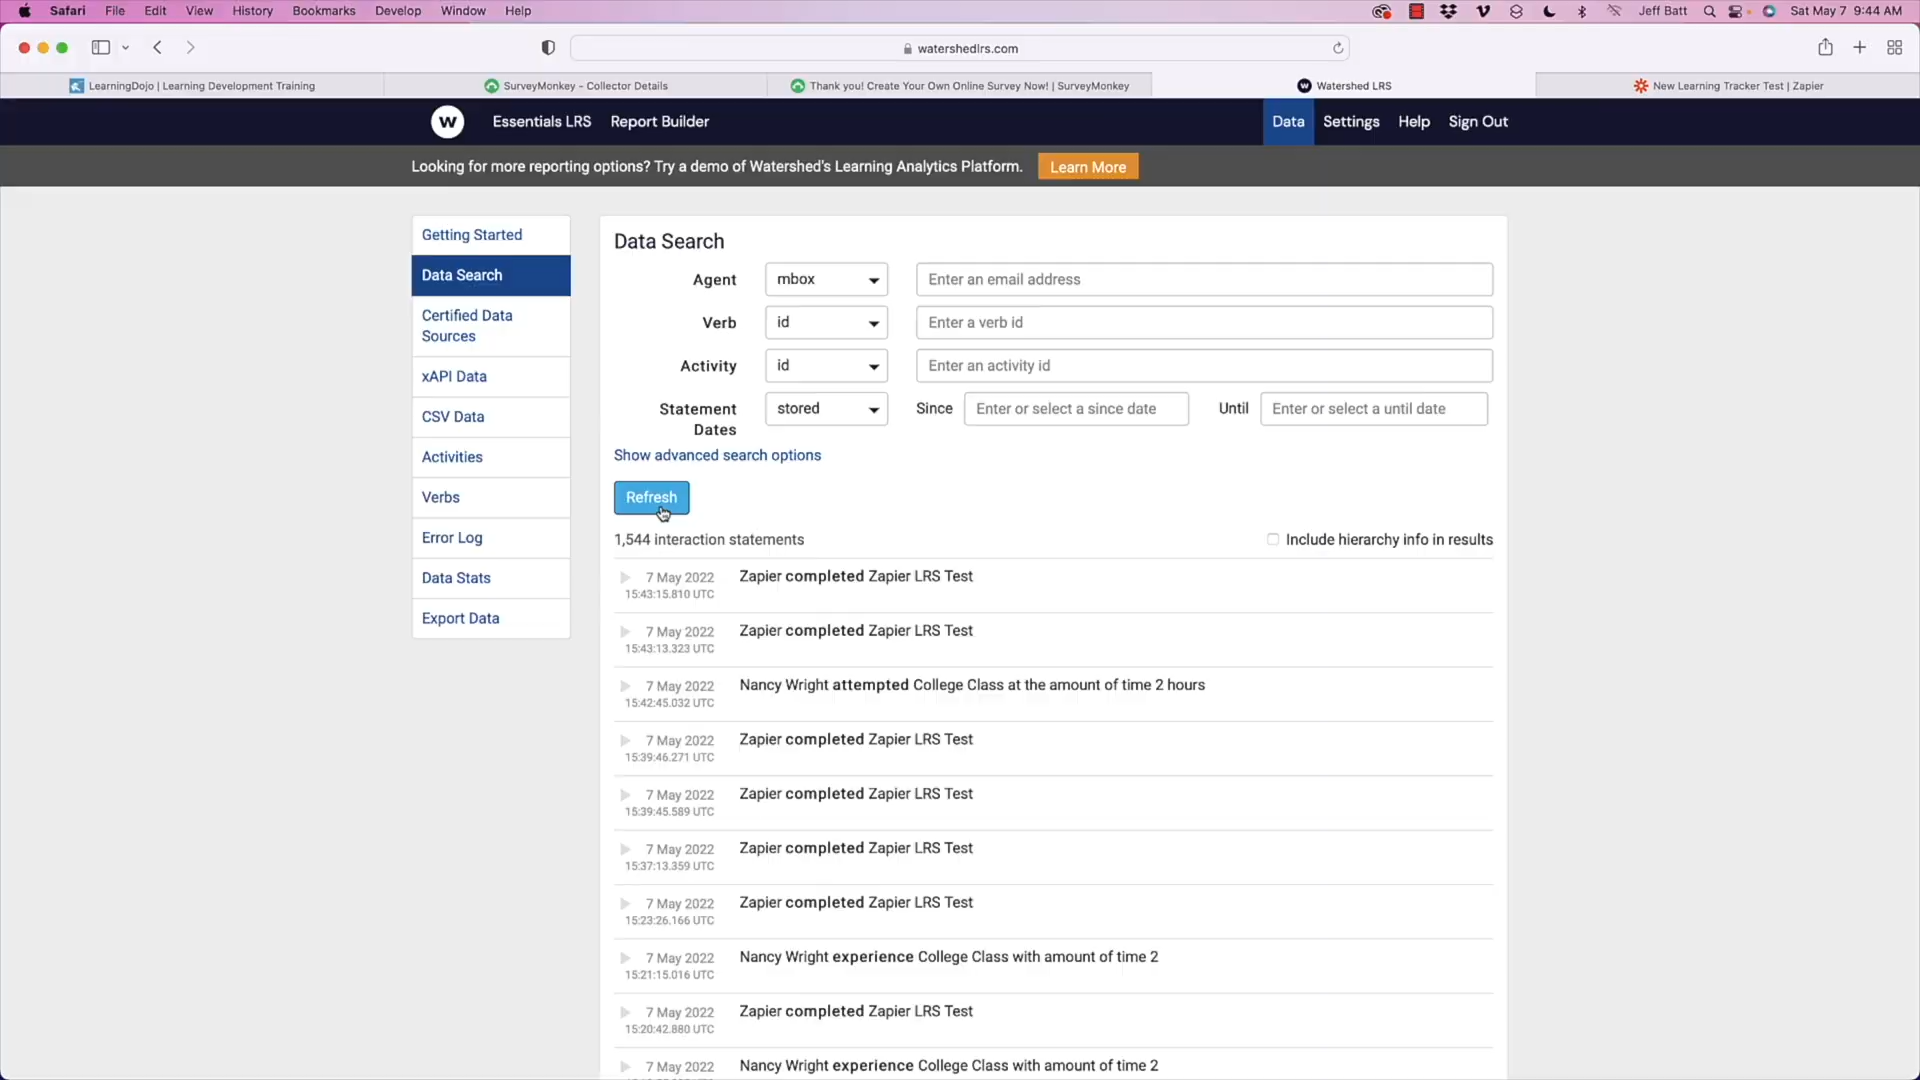 Safari File Edit View History Bookmarks Develop Window Help Jeff Batt Sat May 7 9:44 AM
watershedlrs.com
LearningDojo | Learning Development Training
SurveyMonkey - Collector Details
Thank you! Create Your Own Online Survey Now! | SurveyMonkey
Watershed LRS
New Learning Tracker Test | Zapier
w Essentials LRS Report Builder Data Settings Help Sign Out
Looking for more reporting options? Try a demo of Watershed's Learning Analytics Platform. Learn More
Getting Started
Data Search
Certified Data
Sources
xAPI Data
CSV Data
Activities
Verbs
Error Log
Data Stats
Export Data
Data Search
Agent mbox Enter an email address
Verb id Enter a verb id
Activity id Enter an activity id
Statement
Dates stored Since Enter or select a since date Until Enter or select a until date
Show advanced search options
Refresh
1,544 interaction statements Include hierarchy info in results
7 May 2022 Zapier completed Zapier LRS Test
15:43:15.810 UTC
7 May 2022 Zapier completed Zapier LRS Test
15:43:13.323 UTC
7 May 2022 Nancy Wright attempted College Class at the amount of time 2 hours
15:42:45.032 UTC
7 May 2022 Zapier completed Zapier LRS Test
15:39:46.271 UTC
7 May 2022 Zapier completed Zapier LRS Test
15:39:45.589 UTC
7 May 2022 Zapier completed Zapier LRS Test
15:37:13.359 UTC
7 May 2022 Zapier completed Zapier LRS Test
15:23:26.166 UTC
7 May 2022 Nancy Wright experience College Class with amount of time 2
15:21:15.016 UTC
7 May 2022 Zapier completed Zapier LRS Test
15:20:42.880 UTC
7 May 2022 Nancy Wright experience College Class with amount of time 2